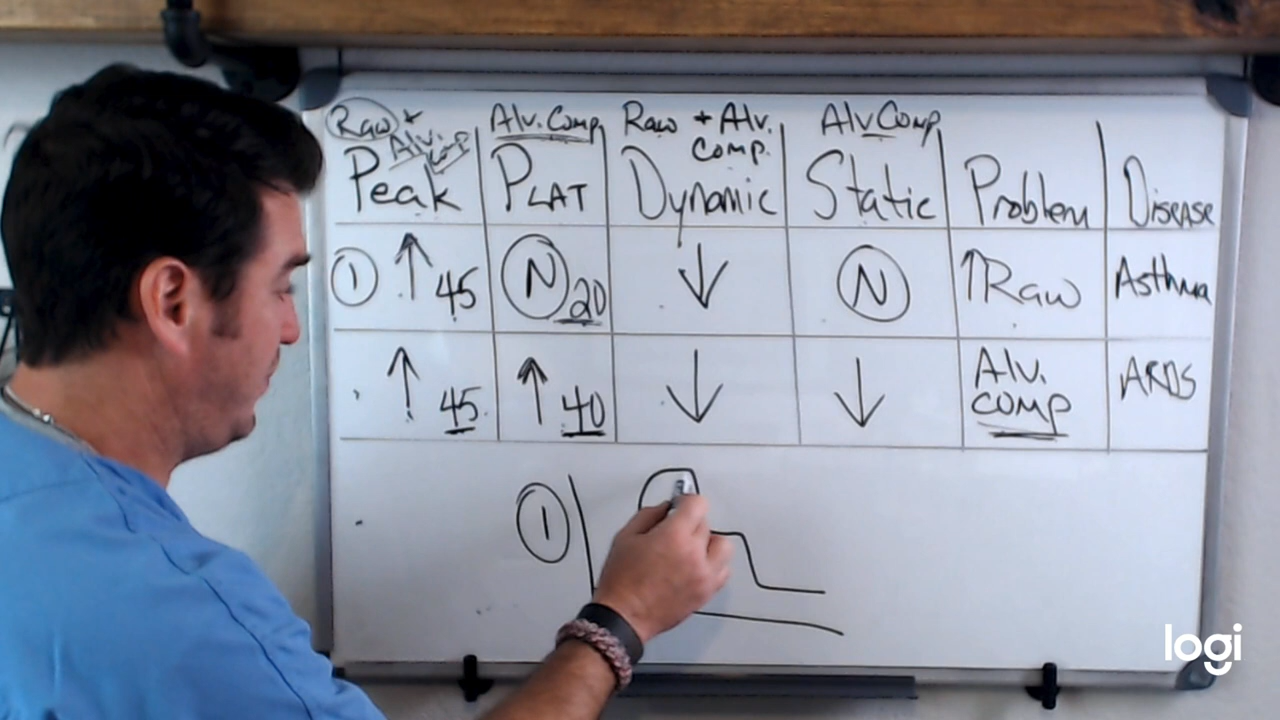 Raw + Alv. Comp
Alv. Comp
Raw + Alv. Comp.
Alv Comp
Peak
PLAT
Dynamic
Static
Problem
Disease
① ↑ 45
Ⓝ 20
↓
Ⓝ
↑Raw
Asthma
↑ 45
↑ 40
↓
↓
Alv. comp
ARDS
①
logi